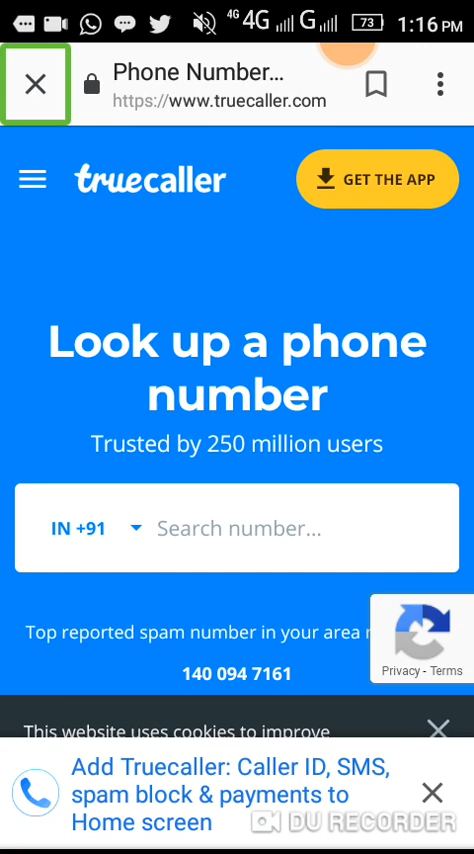 4G 4G G 73 1:16 PM
Phone Number...
https://www.truecaller.com
truecaller
GET THE APP
Look up a phone
number
Trusted by 250 million users
IN +91 Search number...
Top reported spam number in your area
140 094 7161
Privacy - Terms
This website uses cookies to improve
Add Truecaller: Caller ID, SMS,
spam block & payments to
Home screen
DU RECORDER